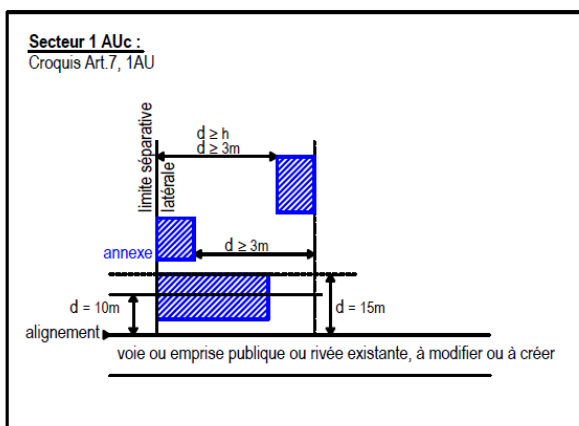 Secteur 1 AUc :
Croquis Art.7, 1AU
limite séparative
latérale
d ≥ h
d ≥ 3m
annexe
d ≥ 3m
d = 10m
d = 15m
alignement
voie ou emprise publique ou rivée existante, à modifier ou à créer